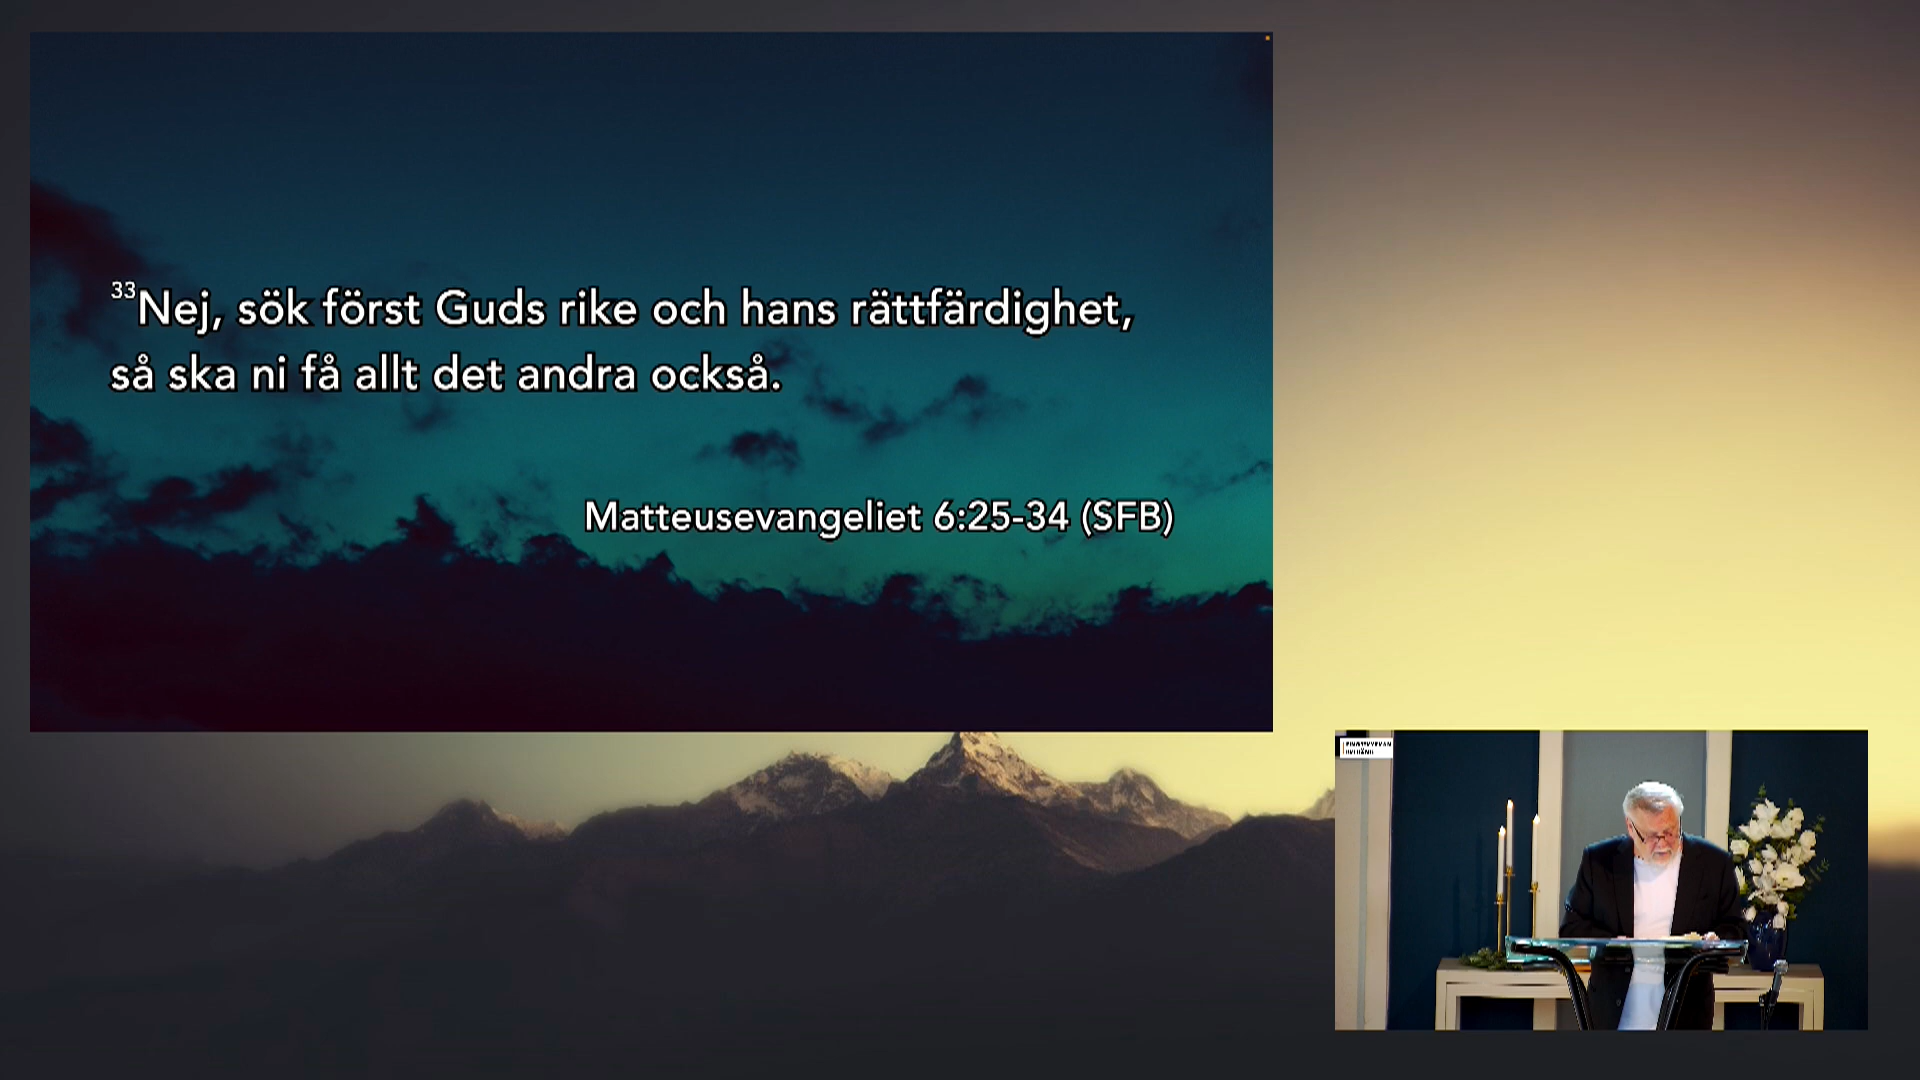 33Nej, sök först Guds rike och hans rättfärdighet,
så ska ni få allt det andra också.
Matteusevangeliet 6:25-34 (SFB)